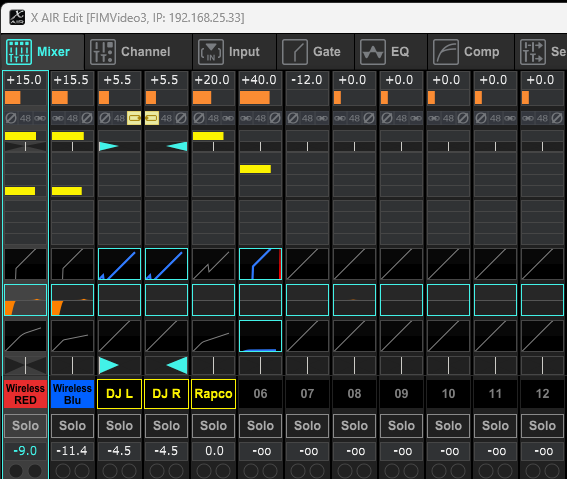 X AIR Edit [FIMVideo3, IP: 192.168.25.33]
X AIR
Mixer Channel Input Gate EQ Comp Se
IN
+15.0 +15.5 +5.5 +5.5 +20.0 +40.0 -12.0 +0.0 +0.0 +0.0 +0.0 +0.0
48 48 48 48 48 48 48 48 48 48 48 48
Wireless RED Wireless Blu DJ L DJ R Rapco 06 07 08 09 10 11 12
Solo Solo Solo Solo Solo Solo Solo Solo Solo Solo Solo Solo
-9.0 -11.4 -4.5 -4.5 0.0 -oo -oo -oo -oo -oo -oo -oo